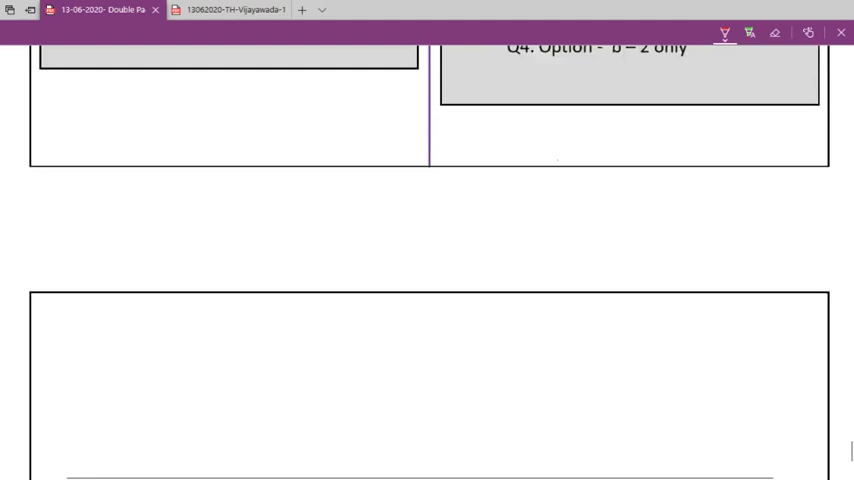 13-06-2020- Double Pa
13062020-TH-Vijayawada-1
Q4. Option - 'b – 2 only